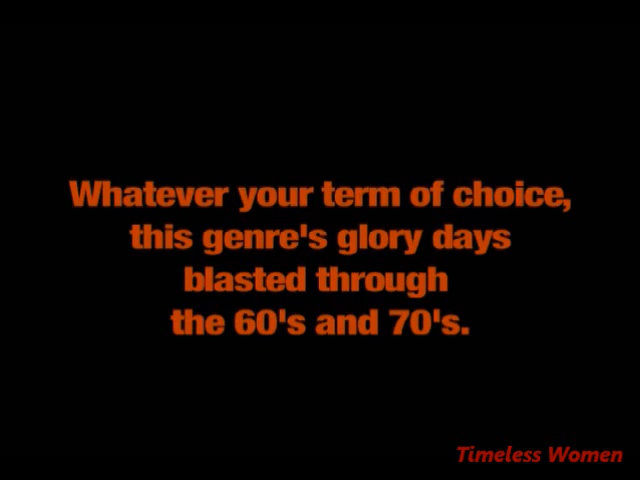 Whatever your term of choice,
this genre's glory days
blasted through
the 60's and 70's.
Timeless Women